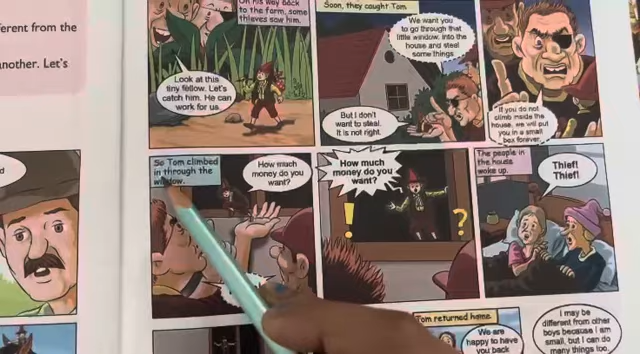 erent from the
nother. Let's
d
On his way back
to the farm, some
thieves saw him.
Look at this
tiny fellow. Let's
catch him. He can
work for us.
Soon, they caught Tom.
We want you
to go through that
little window, into the
house and steal
some things.
But I don't
want to steal.
It is not right.
If you do not
climb inside the
house, we will put
you in a small
box forever.
So Tom climbed
in through the
window.
How much
money do you
want?
How much
money do you
want?
!
?
The people in
the house
woke up.
Thief!
Thief!
Tom returned home.
We are
happy to have
you back
I may be
different from other
boys because I am
small, but I can do
many things too.